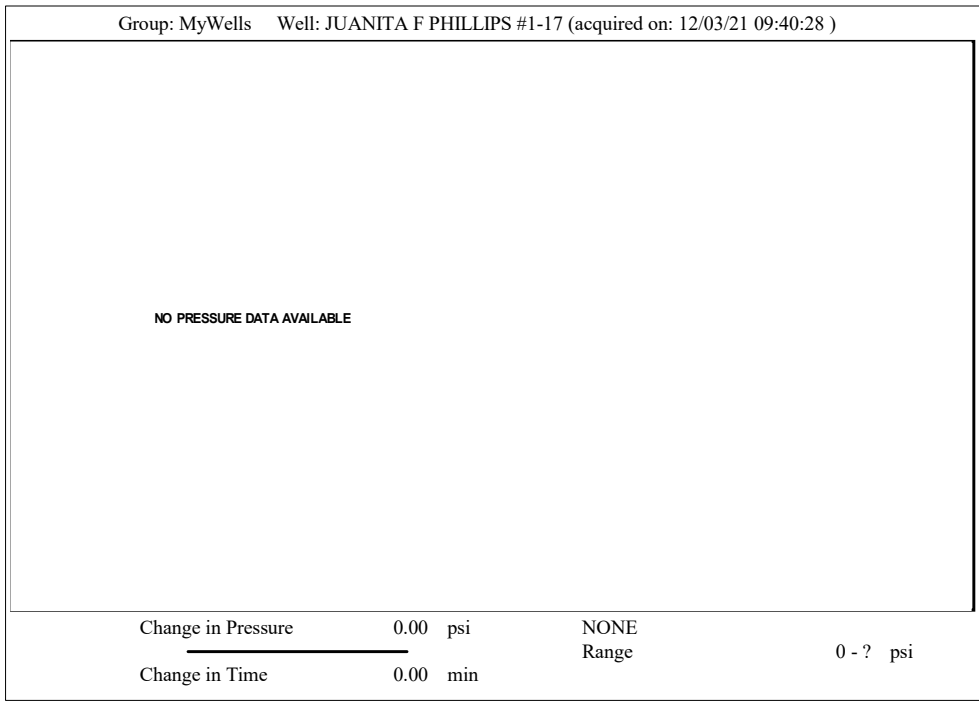 Group: MyWells Well: JUANITA F PHILLIPS #1-17 (acquired on: 12/03/21 09:40:28 )
NO PRESSURE DATA AVAILABLE
Change in Pressure 0.00 psi NONE
Range 0 - ? psi
Change in Time 0.00 min